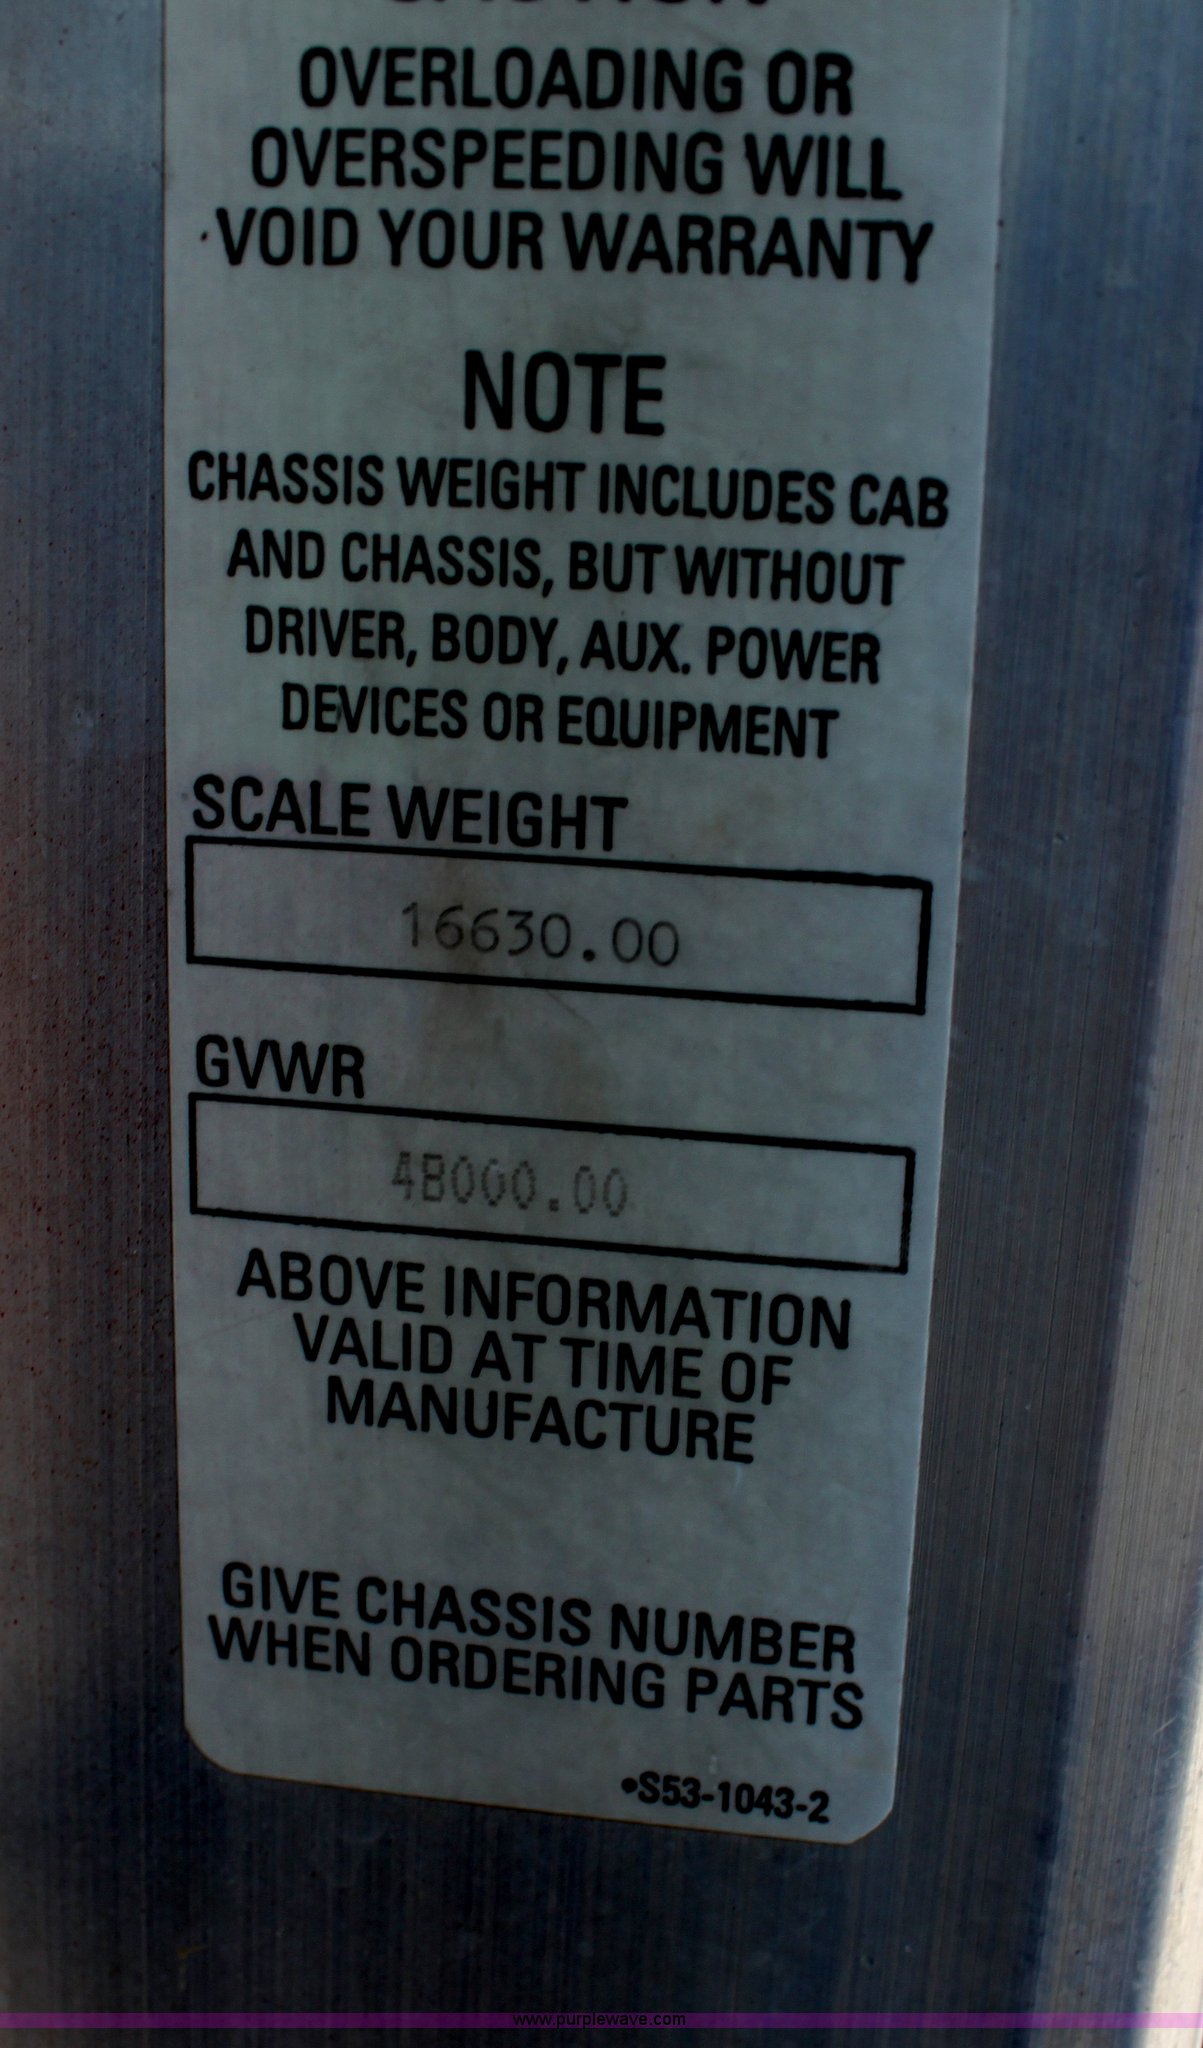 CAUTION
OVERLOADING OR
OVERSPEEDING WILL
VOID YOUR WARRANTY
NOTE
CHASSIS WEIGHT INCLUDES CAB
AND CHASSIS, BUT WITHOUT
DRIVER, BODY, AUX. POWER
DEVICES OR EQUIPMENT
SCALE WEIGHT
16630.00
GVWR
48000.00
ABOVE INFORMATION
VALID AT TIME OF
MANUFACTURE
GIVE CHASSIS NUMBER
WHEN ORDERING PARTS
•S53-1043-2
www.purplewave.com